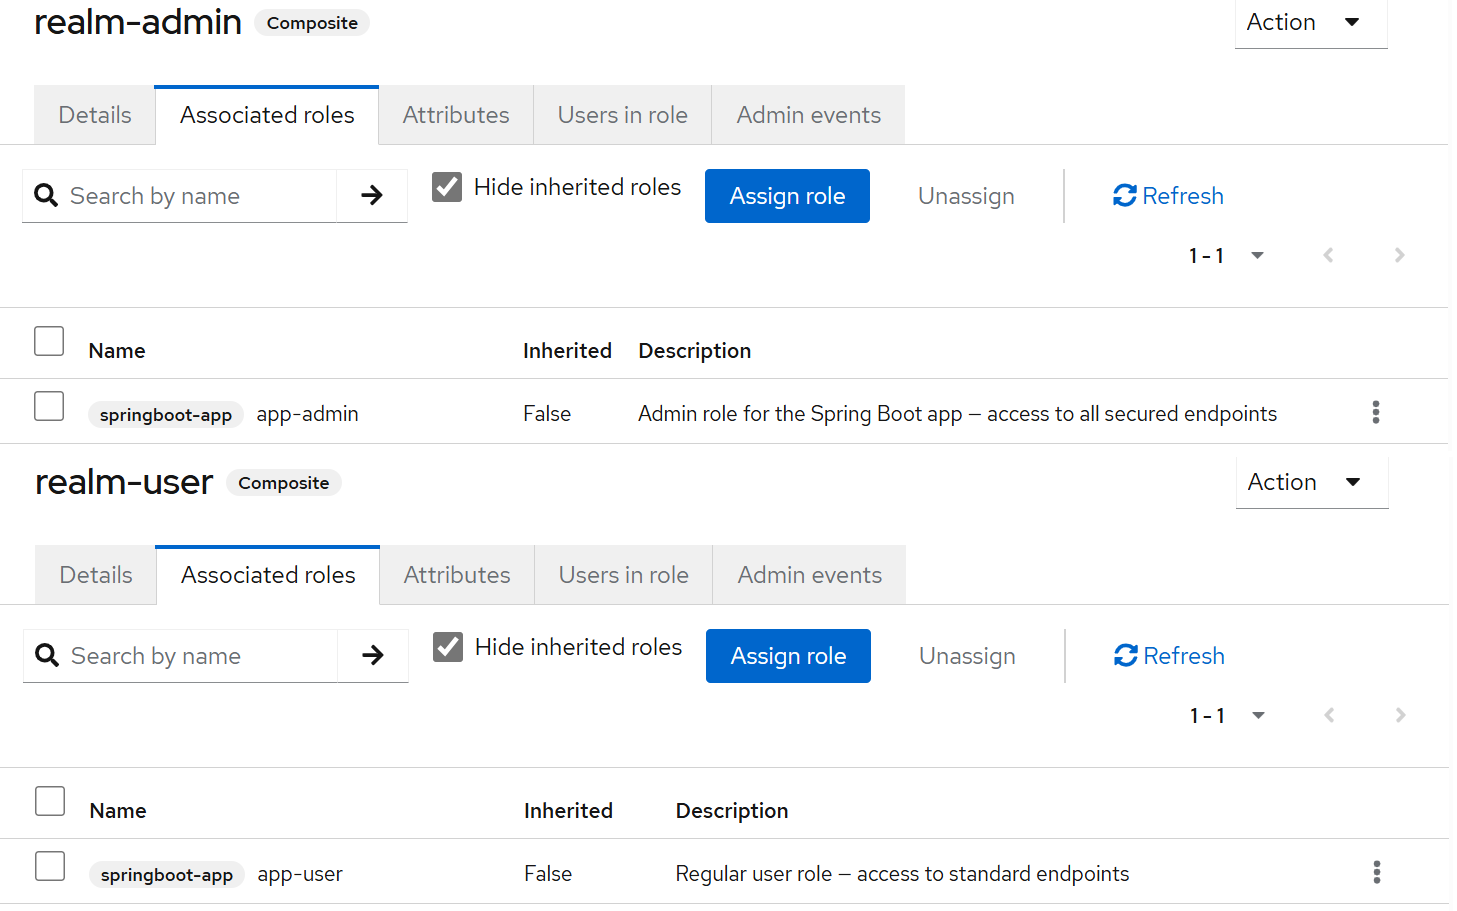 realm-admin Composite Action
Details Associated roles Attributes Users in role Admin events
Search by name Hide inherited roles Assign role Unassign Refresh
1 - 1
Name Inherited Description
springboot-app app-admin False Admin role for the Spring Boot app – access to all secured endpoints
realm-user Composite Action
Details Associated roles Attributes Users in role Admin events
Search by name Hide inherited roles Assign role Unassign Refresh
1 - 1
Name Inherited Description
springboot-app app-user False Regular user role – access to standard endpoints